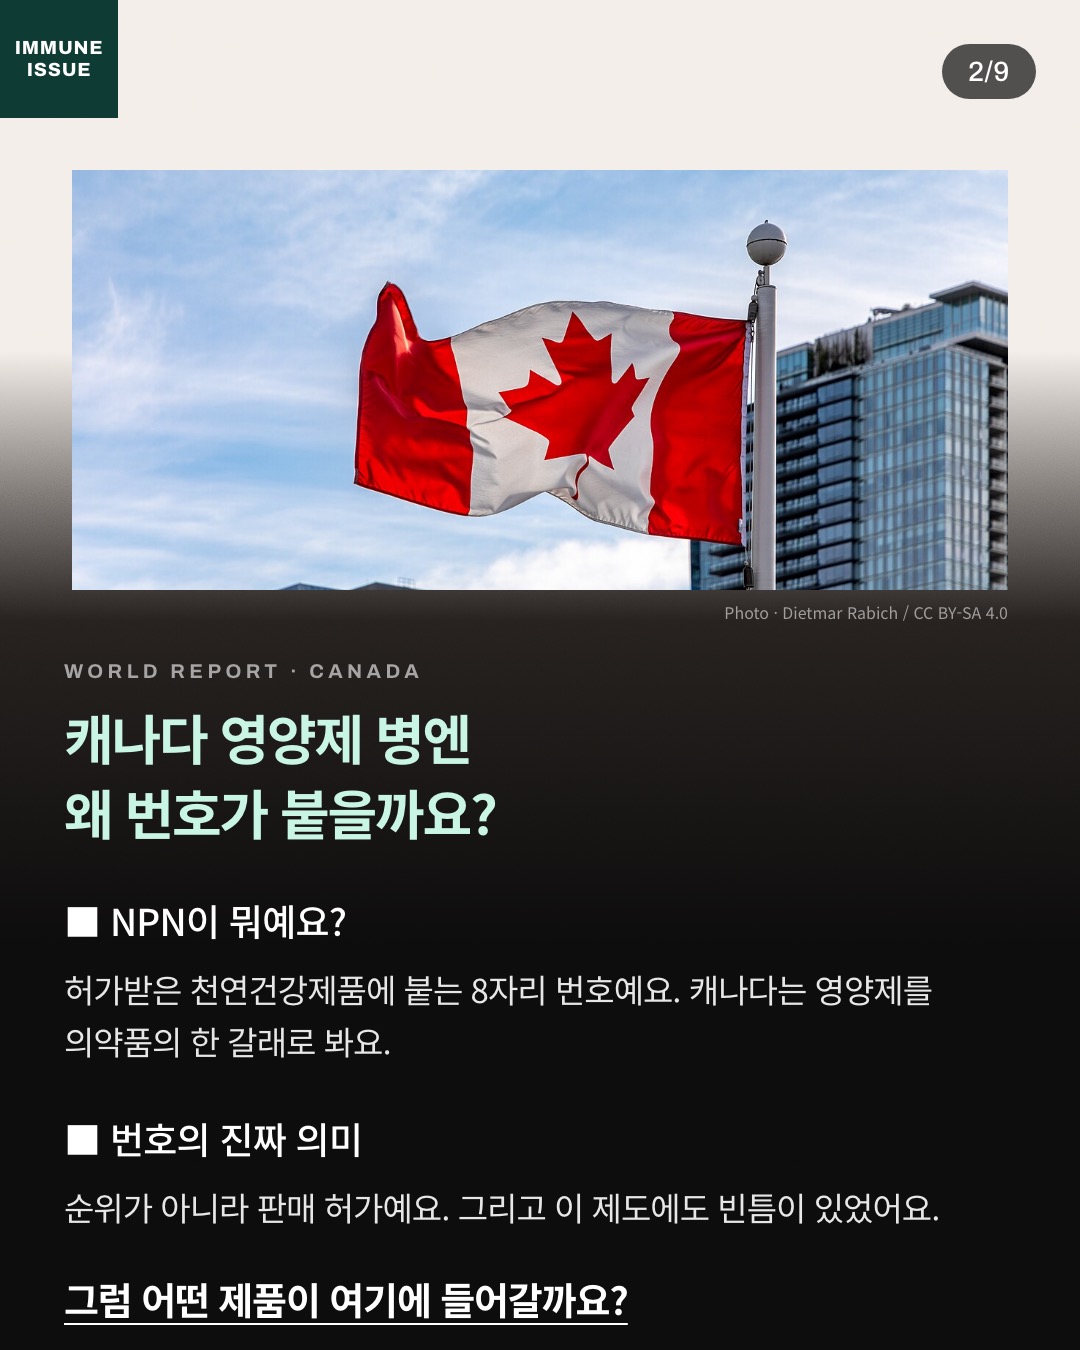 IMMUNE
ISSUE
2/9
Photo · Dietmar Rabich / CC BY-SA 4.0
WORLD REPORT · CANADA
캐나다 영양제 병엔
왜 번호가 붙을까요?
■ NPN이 뭐예요?
허가받은 천연건강제품에 붙는 8자리 번호예요. 캐나다는 영양제를
의약품의 한 갈래로 봐요.
■ 번호의 진짜 의미
순위가 아니라 판매 허가예요. 그리고 이 제도에도 빈틈이 있었어요.
그럼 어떤 제품이 여기에 들어갈까요?